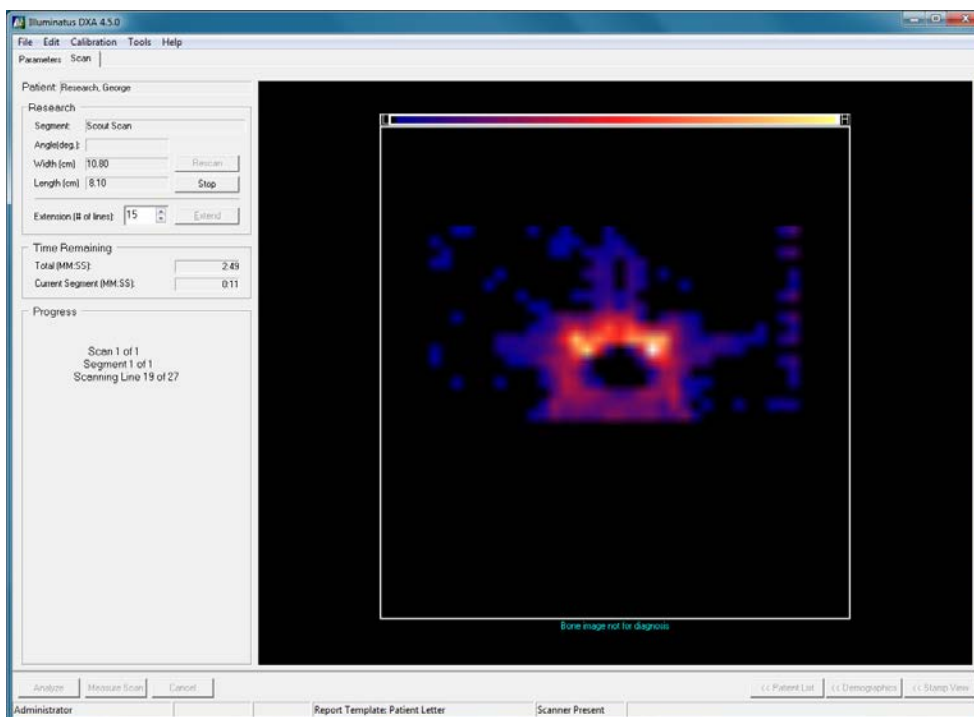 Illuminatus DXA 4.5.0
File Edit Calibration Tools Help
Parameters Scan
Patient: Research, George
Research
Segment: Scout Scan
Angle(deg.):
Width (cm) 10.80 Rescan
Length (cm) 8.10 Stop
Extension (# of lines): 15 Extend
Time Remaining
Total (MM:SS): 2:49
Current Segment (MM:SS): 0:11
Progress
Scan 1 of 1
Segment 1 of 1
Scanning Line 19 of 27
L H
Bone image not for diagnosis
Analyze Measure Scan Cancel << Patient List << Demographics << Stamp View
Administrator Report Template: Patient Letter Scanner Present